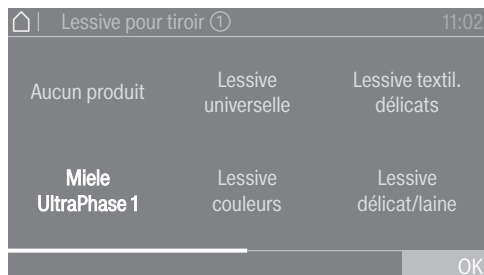 Lessive pour tiroir ①
11:02
Aucun produit
Lessive
universelle
Lessive textil.
délicats
Miele
UltraPhase 1
Lessive
couleurs
Lessive
délicat/laine
OK